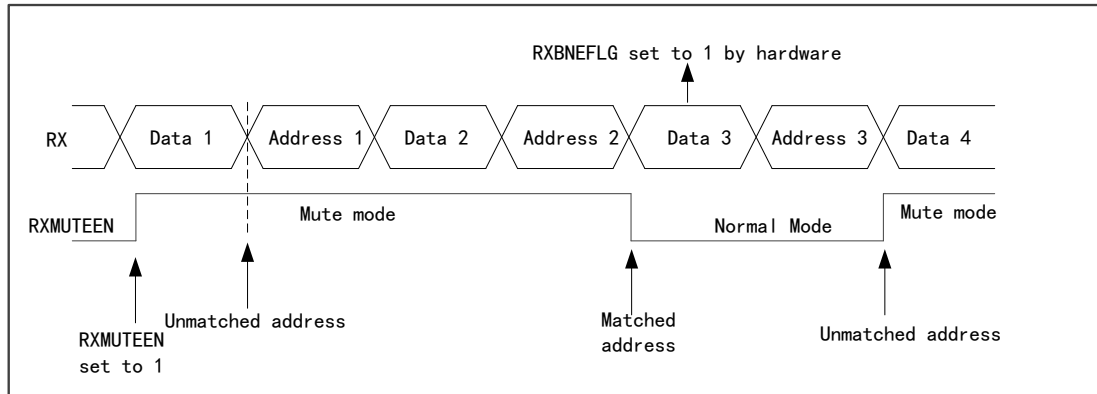 RXBNEFLG set to 1 by hardware
RX
Data 1
Address 1
Data 2
Address 2
Data 3
Address 3
Data 4
RXMUTEEN
Mute mode
Normal Mode
Mute mode
RXMUTEEN
set to 1
Unmatched address
Matched
address
Unmatched address